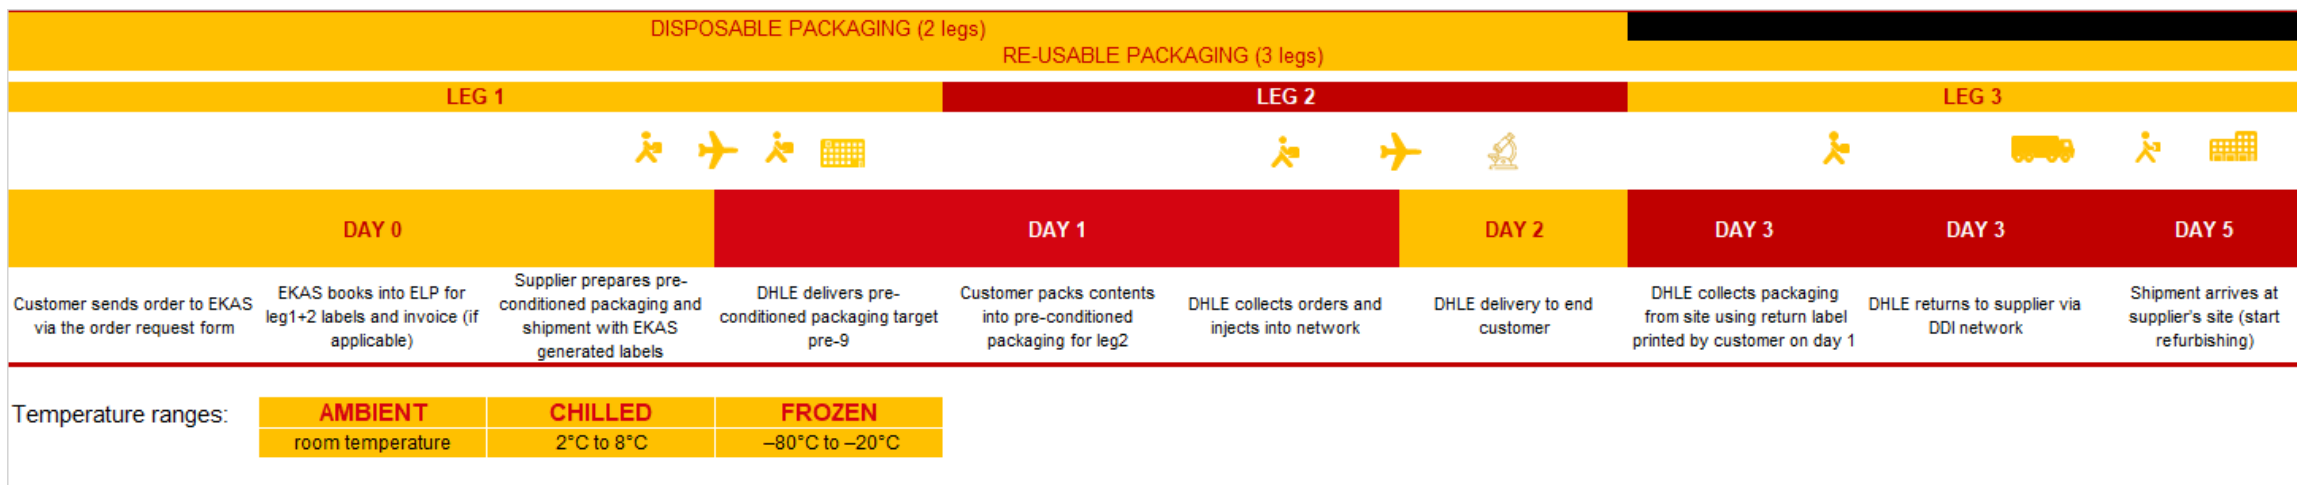 DISPOSABLE PACKAGING (2 legs)
RE-USABLE PACKAGING (3 legs)
LEG 1
LEG 2
LEG 3
DAY 0
DAY 1
DAY 2
DAY 3
DAY 3
DAY 5
Customer sends order to EKAS
via the order request form
EKAS books into ELP for
leg1+2 labels and invoice (if
applicable)
Supplier prepares pre-
conditioned packaging and
shipment with EKAS
generated labels
DHLE delivers pre-
conditioned packaging target
pre-9
Customer packs contents
into pre-conditioned
packaging for leg2
DHLE collects orders and
injects into network
DHLE delivery to end
customer
DHLE collects packaging
from site using return label
printed by customer on day 1
DHLE returns to supplier via
DDI network
Shipment arrives at
supplier's site (start
refurbishing)
Temperature ranges:
AMBIENT
CHILLED
FROZEN
room temperature
2°C to 8°C
–80°C to –20°C